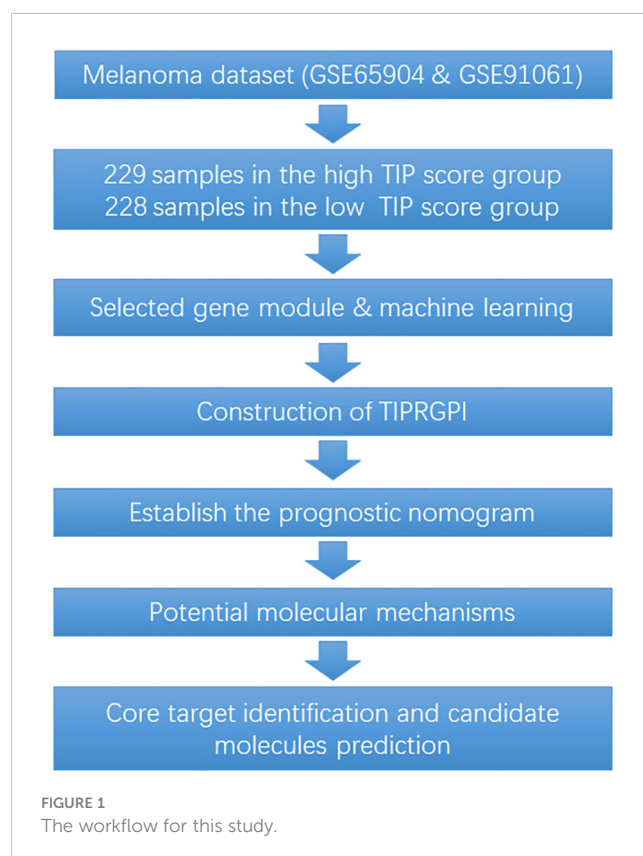 Melanoma dataset (GSE65904 & GSE91061)
229 samples in the high TIP score group
228 samples in the low TIP score group
Selected gene module & machine learning
Construction of TIPRGPI
Establish the prognostic nomogram
Potential molecular mechanisms
Core target identification and candidate
molecules prediction
FIGURE 1
The workflow for this study.